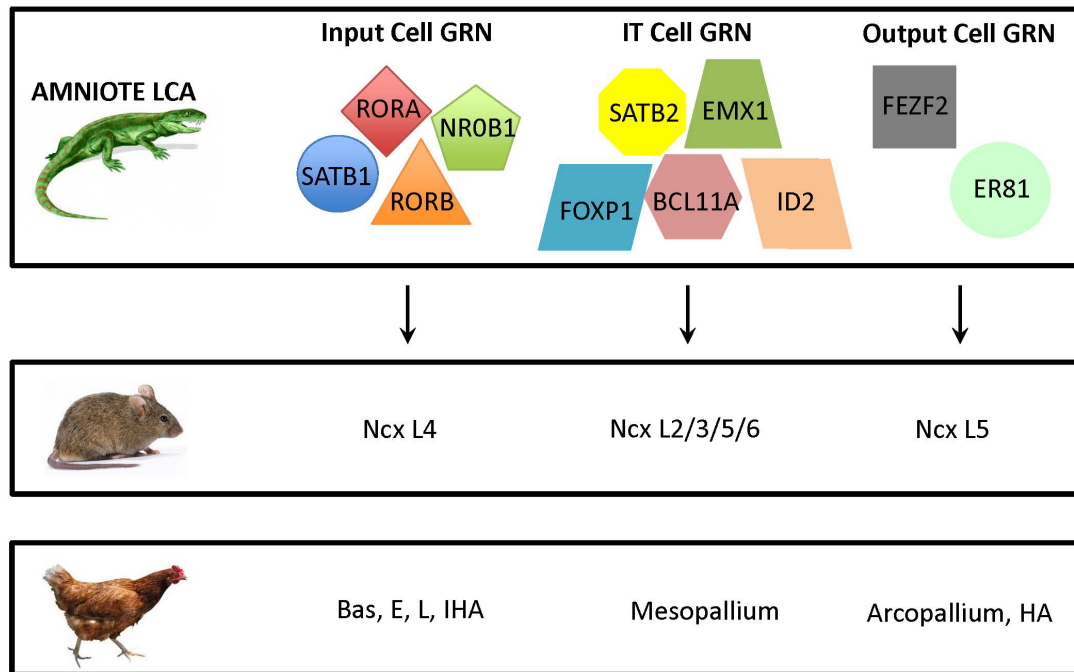 Input Cell GRN IT Cell GRN Output Cell GRN
AMNIOTE LCA
RORA
NR0B1
SATB1
RORB
SATB2
EMX1
FOXP1
BCL11A
ID2
FEZF2
ER81
Ncx L4 Ncx L2/3/5/6 Ncx L5
Bas, E, L, IHA Mesopallium Arcopallium, HA